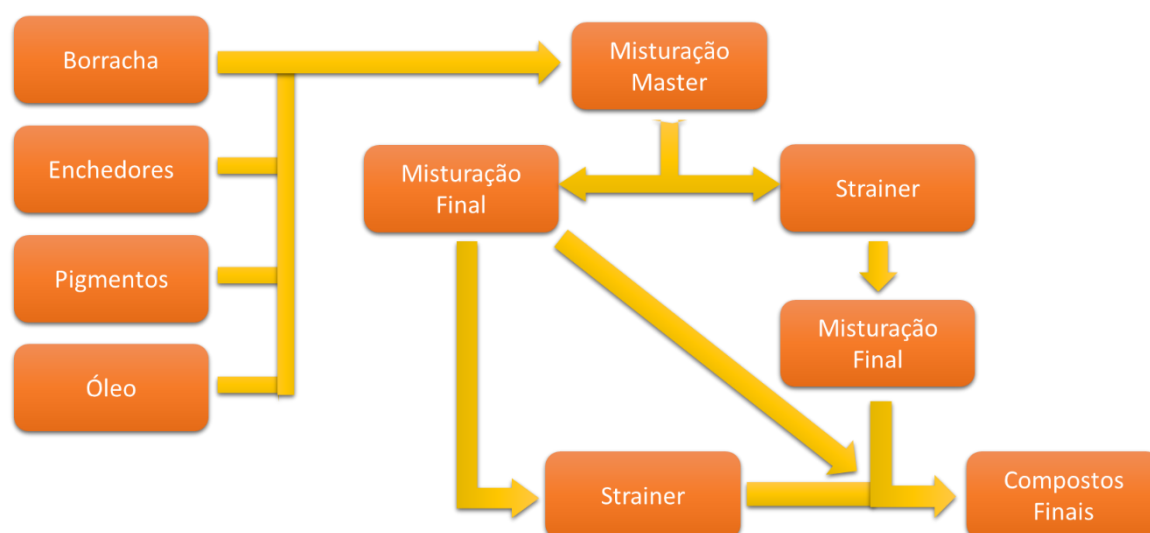 Borracha
Misturação
Master
Enchedores
Misturação
Final
Strainer
Pigmentos
Misturação
Final
Óleo
Strainer
Compostos
Finais